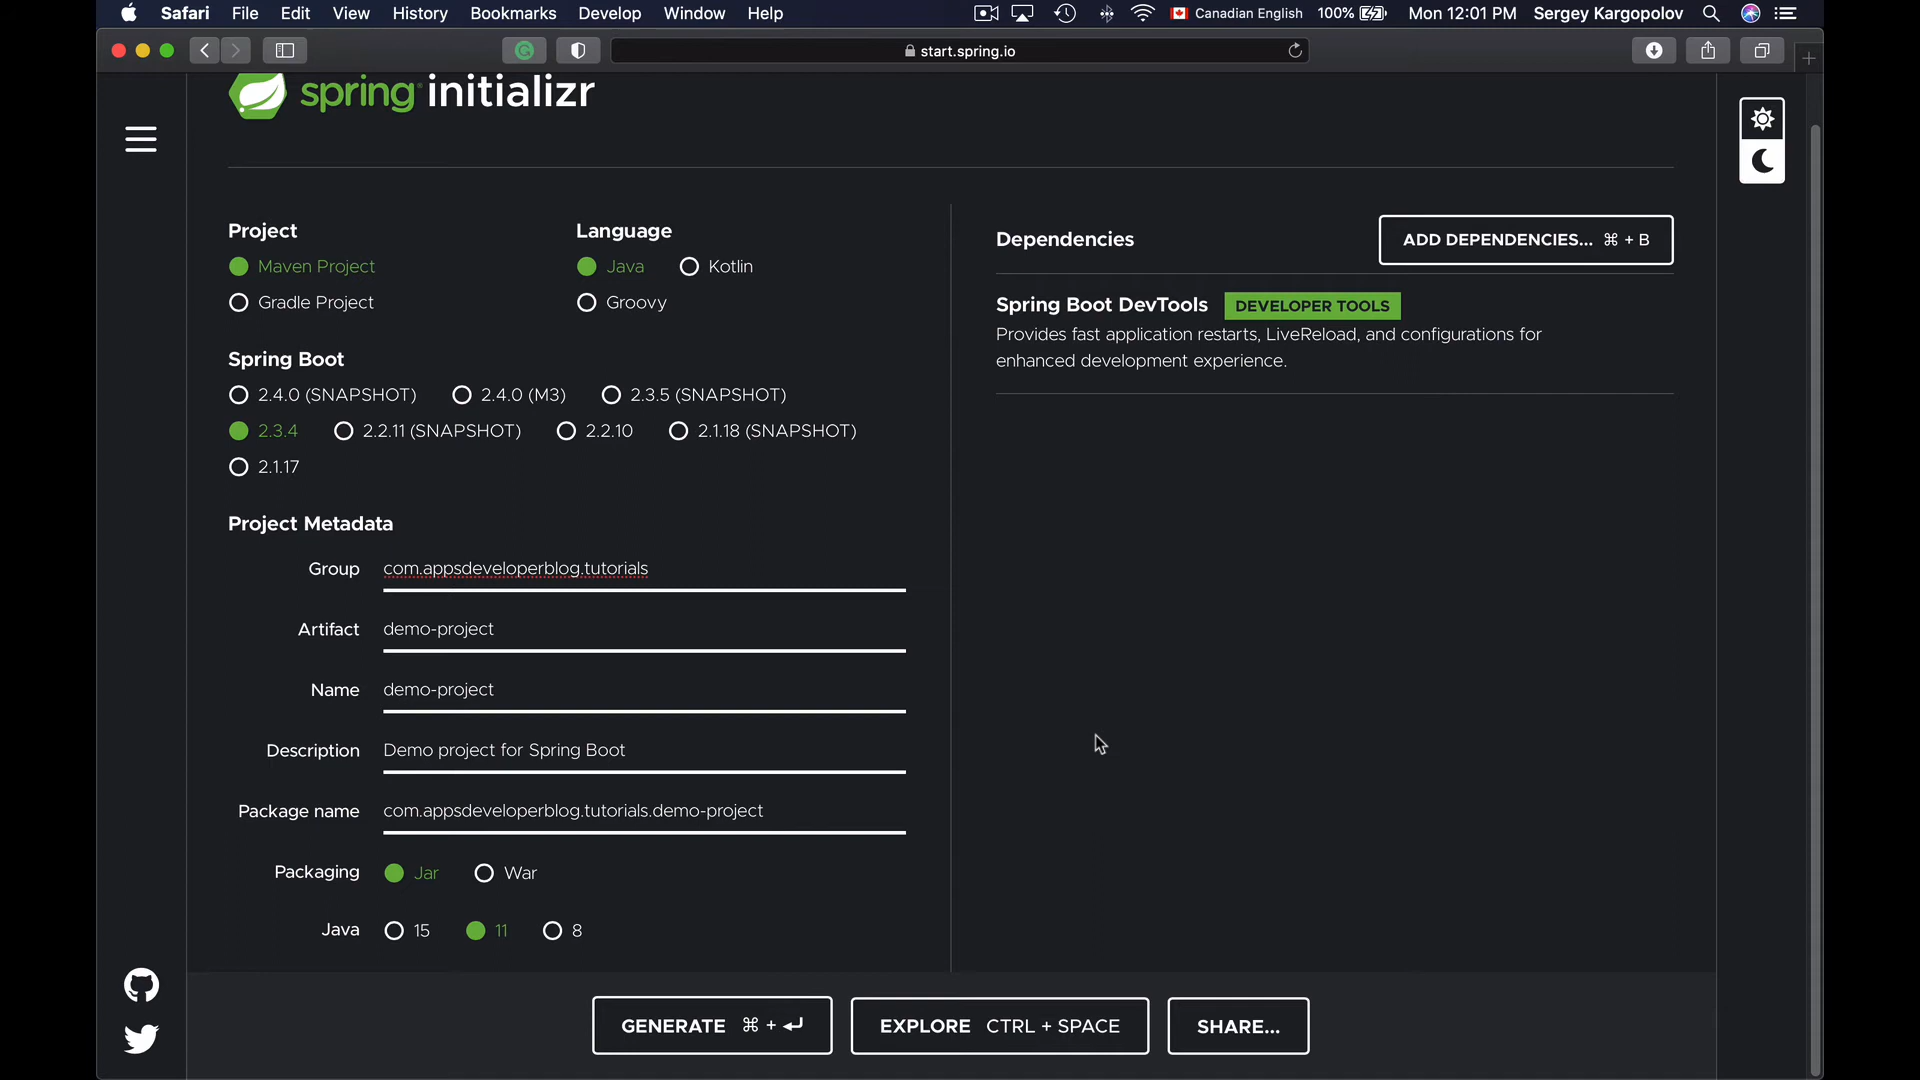 Safari File Edit View History Bookmarks Develop Window Help Canadian English 100% Mon 12:01 PM Sergey Kargopolov
start.spring.io
spring initializr
Project
Maven Project
Gradle Project
Language
Java Kotlin
Groovy
Spring Boot
2.4.0 (SNAPSHOT) 2.4.0 (M3) 2.3.5 (SNAPSHOT)
2.3.4 2.2.11 (SNAPSHOT) 2.2.10 2.1.18 (SNAPSHOT)
2.1.17
Project Metadata
Group com.appsdeveloperblog.tutorials
Artifact demo-project
Name demo-project
Description Demo project for Spring Boot
Package name com.appsdeveloperblog.tutorials.demo-project
Packaging Jar War
Java 15 11 8
Dependencies ADD DEPENDENCIES... ⌘ + B
Spring Boot DevTools DEVELOPER TOOLS
Provides fast application restarts, LiveReload, and configurations for
enhanced development experience.
GENERATE ⌘ + ↵ EXPLORE CTRL + SPACE SHARE...